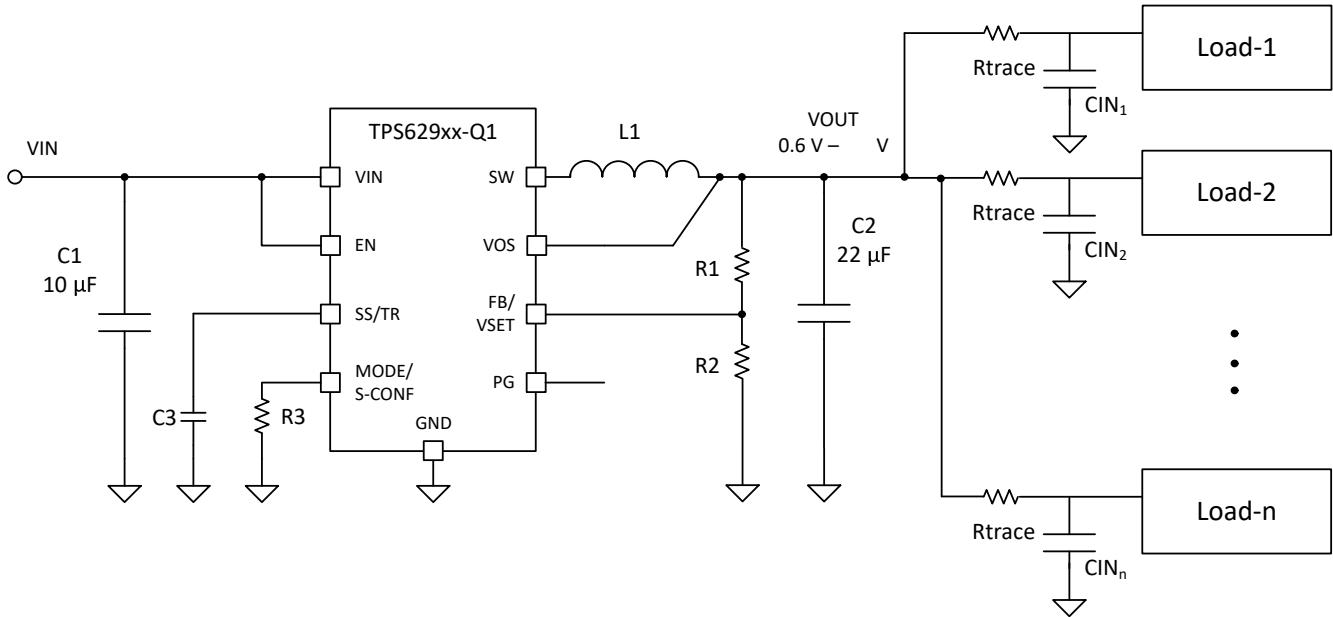 Load-1
Rtrace
CIN1
VOUT
0.6 V – V
TPS629xx-Q1
L1
VIN
VIN
SW
Load-2
Rtrace
CIN2
C1
10 µF
EN
VOS
R1
C2
22 µF
SS/TR
FB/
VSET
MODE/
S-CONF
PG
R2
C3
R3
GND
Load-n
Rtrace
CINn